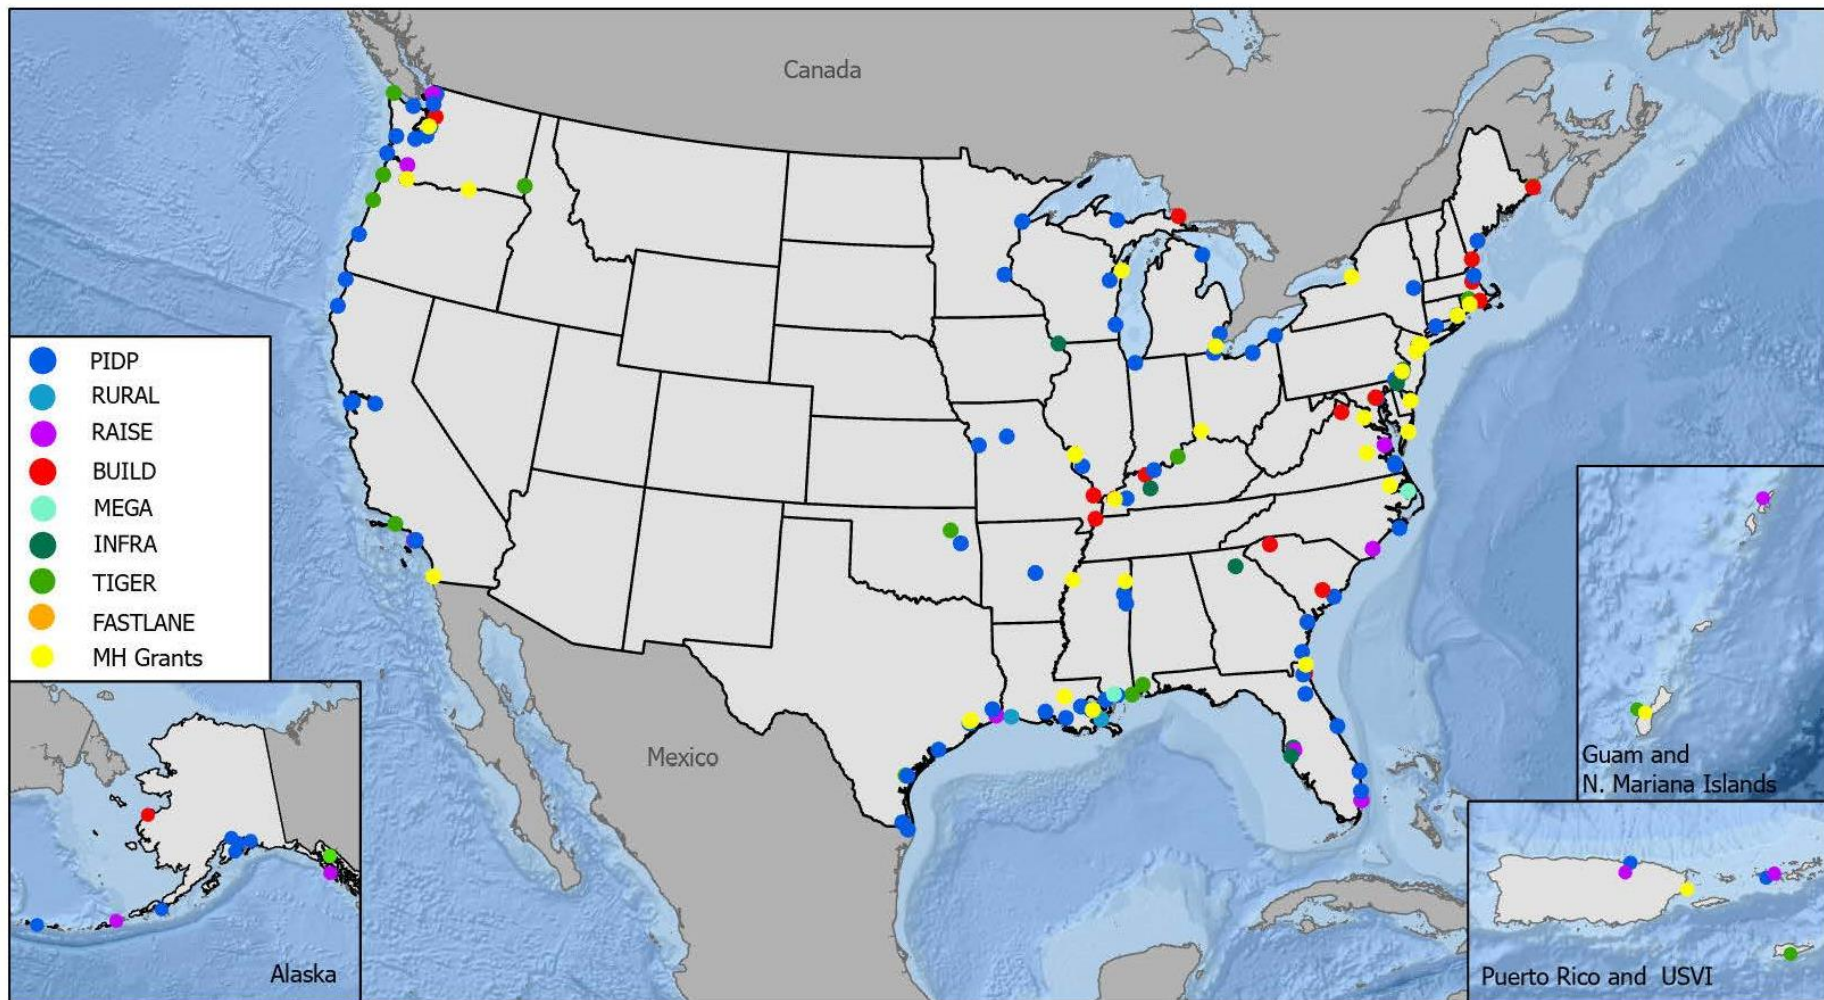 Canada
PIDP
RURAL
RAISE
BUILD
MEGA
INFRA
TIGER
FASTLANE
MH Grants
Mexico
Guam and
N. Mariana Islands
Alaska
Puerto Rico and USVI